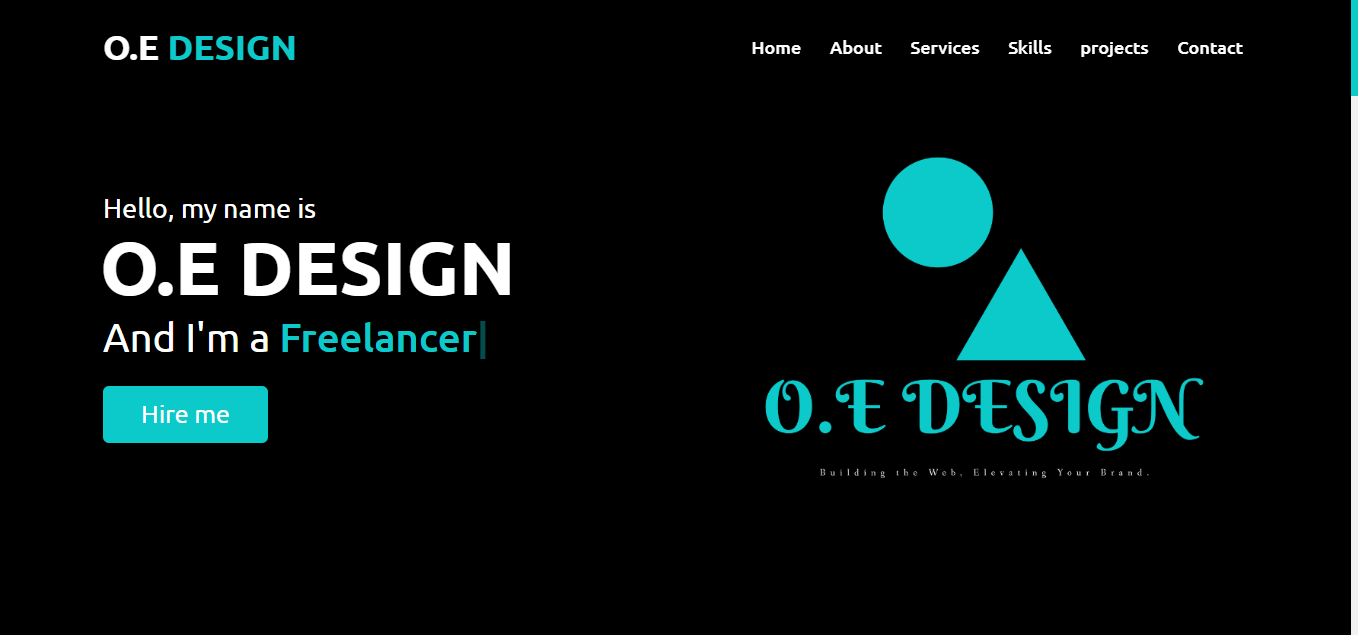 O.E DESIGN
Home About Services Skills projects Contact
Hello, my name is
O.E DESIGN
And I'm a Freelancer|
Hire me
O.E DESIGN
Building the Web, Elevating Your Brand.